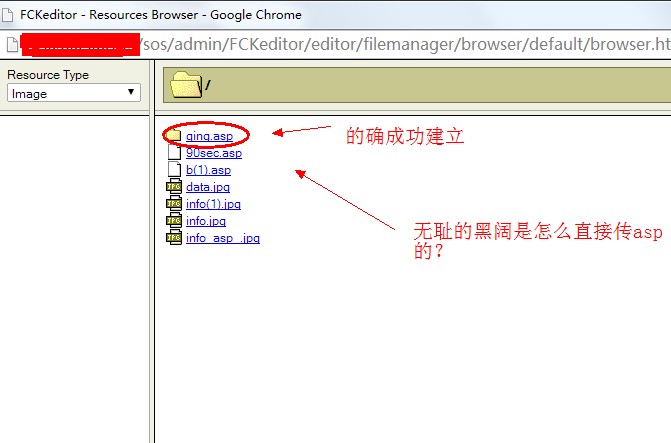 FCKeditor - Resources Browser - Google Chrome
/sos/admin/FCKeditor/editor/filemanager/browser/default/browser.ht
Resource Type
Image
/
qing.asp
的确成功建立
90sec.asp
b(1).asp
data.jpg
info(1).jpg
info.jpg
info_asp_.jpg
无耻的黑阔是怎么直接传asp
的?